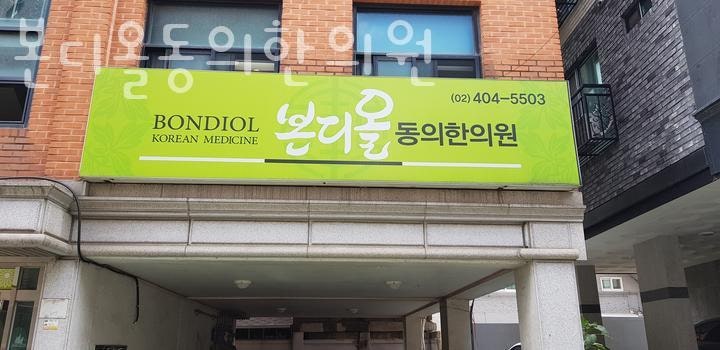 본디올동의한의원
(02) 404-5503
BONDIOL
KOREAN MEDICINE
본디올 동의한의원